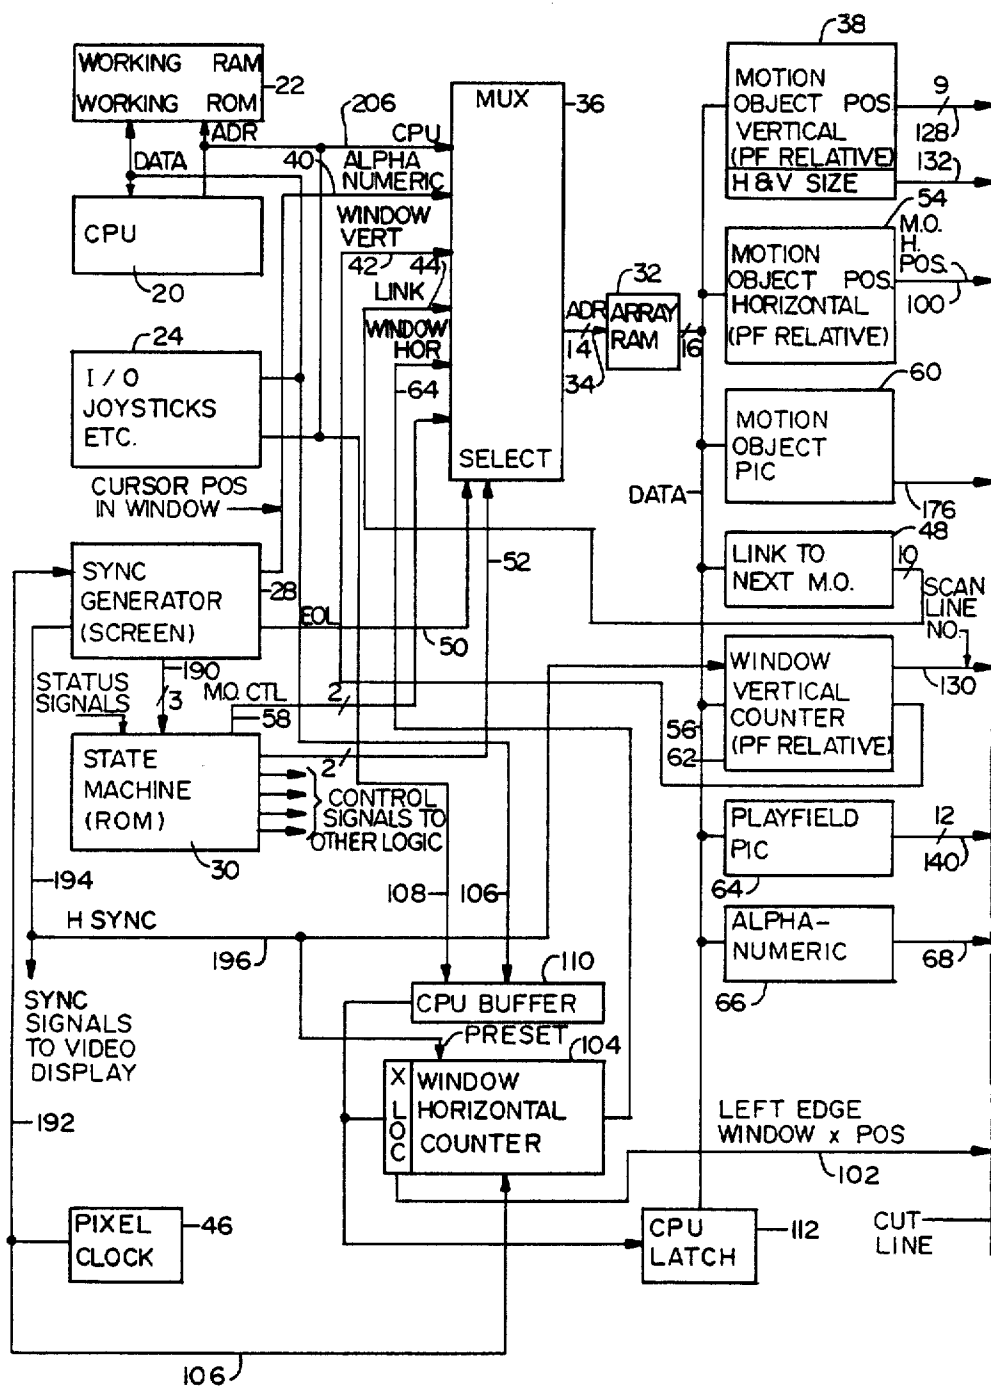 WORKING RAM
WORKING ROM
22
ADR
DATA
CPU
20
24
I/O
JOYSTICKS
ETC.
CURSOR POS
IN WINDOW
SYNC
GENERATOR
(SCREEN)
28
190
3
STATUS
SIGNALS
M.O. CTL
58
2
2
STATE
MACHINE
(ROM)
30
CONTROL
SIGNALS TO
OTHER LOGIC
194
H SYNC
196
SYNC
SIGNALS
TO VIDEO
DISPLAY
192
PIXEL
CLOCK
46
106
206
CPU
40
ALPHA
NUMERIC
WINDOW
VERT
42
44
LINK
WINDOW
HOR
64
MUX
36
SELECT
52
EOL
50
ADR
14
34
32
ARRAY
RAM
16
DATA
56
62
108
106
110
CPU BUFFER
PRESET
104
X LOC
WINDOW
HORIZONTAL
COUNTER
CPU
LATCH
112
38
MOTION
OBJECT POS.
VERTICAL
(PF RELATIVE)
H & V SIZE
9
128
132
54
MOTION
OBJECT POS.
HORIZONTAL
(PF RELATIVE)
M.O.
H.
POS.
100
60
MOTION
OBJECT
PIC
176
48
LINK TO
NEXT M.O.
10
SCAN
LINE
NO.
WINDOW
VERTICAL
COUNTER
(PF RELATIVE)
130
PLAYFIELD
PIC
64
12
140
ALPHA-
NUMERIC
66
68
LEFT EDGE
WINDOW x POS
102
CUT
LINE